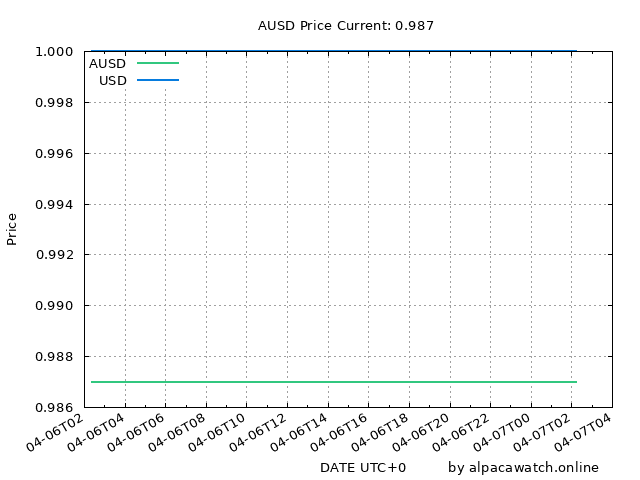 AUSD Price Current: 0.987
1.000
AUSD
USD
0.998
0.996
0.994
0.992
0.990
0.988
0.986
Price
04-06T02 04-06T04 04-06T06 04-06T08 04-06T10 04-06T12 04-06T14 04-06T16 04-06T18 04-06T20 04-06T22 04-07T00 04-07T02 04-07T04
DATE UTC+0 by alpacawatch.online